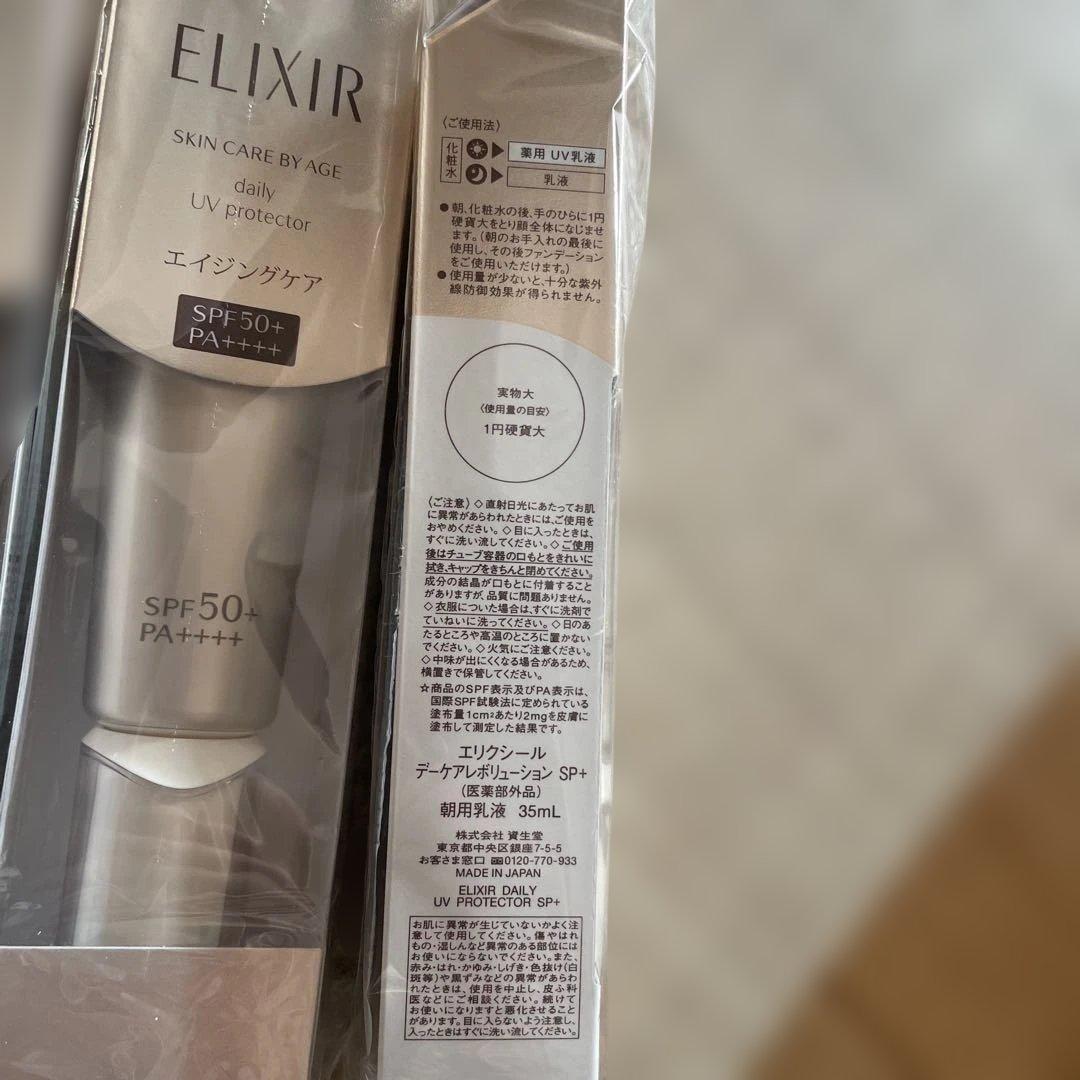 ELIXIR
SKIN CARE BY AGE
daily
UV protector
エイジングケア
SPF50+
PA++++
SPF50+
PA++++
〈ご使用法〉
化粧水
薬用 UV乳液
乳液
●朝、化粧水の後、手のひらに1円
硬貨大をとり顔全体になじませ
ます。(朝のお手入れの最後に
使用し、その後ファンデーション
をご使用いただけます。)
●使用量が少ないと、十分な紫外
線防御効果が得られません。
実物大
〈使用量の目安〉
1円硬貨大
〈ご注意〉◇直射日光にあたってお肌
に異常があらわれたときには、ご使用を
おやめください。◇目に入ったときは、
すぐに洗い流してください。◇ご使用
後はチューブ容器の口もとをきれいに
拭き、キャップをきちんと閉めてください。
成分の結晶が口もとに付着すること
がありますが、品質に問題ありません。
◇衣服についた場合は、すぐに洗剤で
ていねいに洗ってください。◇日のあ
たるところや高温のところに置かない
でください。◇火気にご注意ください。
◇中味が出にくくなる場合があるため、
横置きで保管してください。
☆商品のSPF表示及びPA表示は、
国際SPF試験法に定められている
塗布量1cm²あたり2mgを皮膚に
塗布して測定した結果です。
エリクシール
デーケアレボリューション SP+
(医薬部外品)
朝用乳液 35mL
株式会社 資生堂
東京都中央区銀座7-5-5
お客さま窓口 0120-770-933
MADE IN JAPAN
ELIXIR DAILY
UV PROTECTOR SP+
お肌に異常が生じていないかよく注
意して使用してください。傷やはれ
もの・湿しんなど異常のある部位には
お使いにならないでください。また、
赤み・はれ・かゆみ・しげき・色抜け(白
斑等)や黒ずみなどの異常があらわ
れたときは、使用を中止し、皮ふ科
医などにご相談ください。続けて
お使いになりますと悪化させること
があります。目に入らないよう注意し、
入ったときはすぐに洗い流してください。